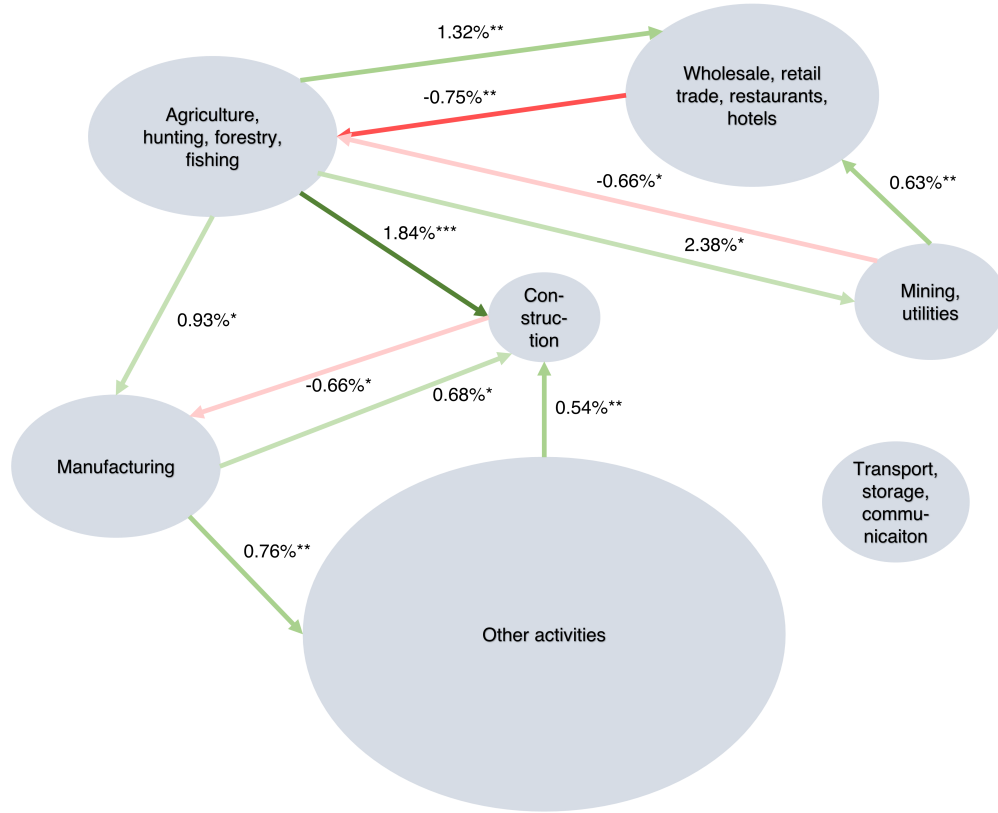 1.32%**
Wholesale, retail
trade, restaurants,
hotels
-0.75%**
Agriculture,
hunting, forestry,
fishing
-0.66%*
0.63%**
1.84%***
2.38%*
Con-
struc-
tion
Mining,
utilities
0.93%*
-0.66%*
0.68%*
0.54%**
Manufacturing
Transport,
storage,
commu-
nicaiton
0.76%**
Other activities